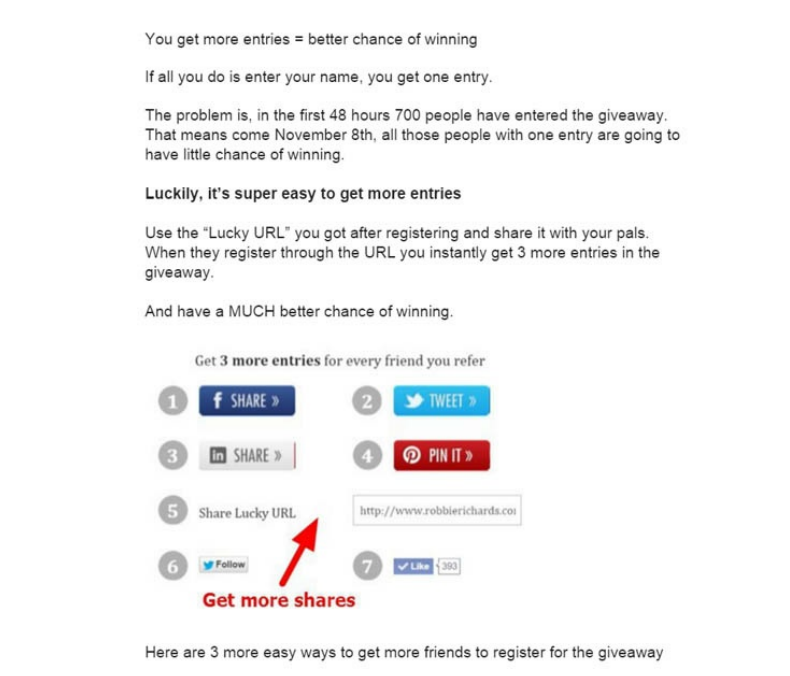 You get more entries = better chance of winning
If all you do is enter your name, you get one entry.
The problem is, in the first 48 hours 700 people have entered the giveaway.
That means come November 8th, all those people with one entry are going to
have little chance of winning.
Luckily, it's super easy to get more entries
Use the “Lucky URL” you got after registering and share it with your pals.
When they register through the URL you instantly get 3 more entries in the
giveaway.
And have a MUCH better chance of winning.
Get 3 more entries for every friend you refer
1 f SHARE » 2 TWEET »
3 in SHARE » 4 PIN IT »
5 Share Lucky URL http://www.robbierichards.co
6 Follow 7 Like 393
Get more shares
Here are 3 more easy ways to get more friends to register for the giveaway